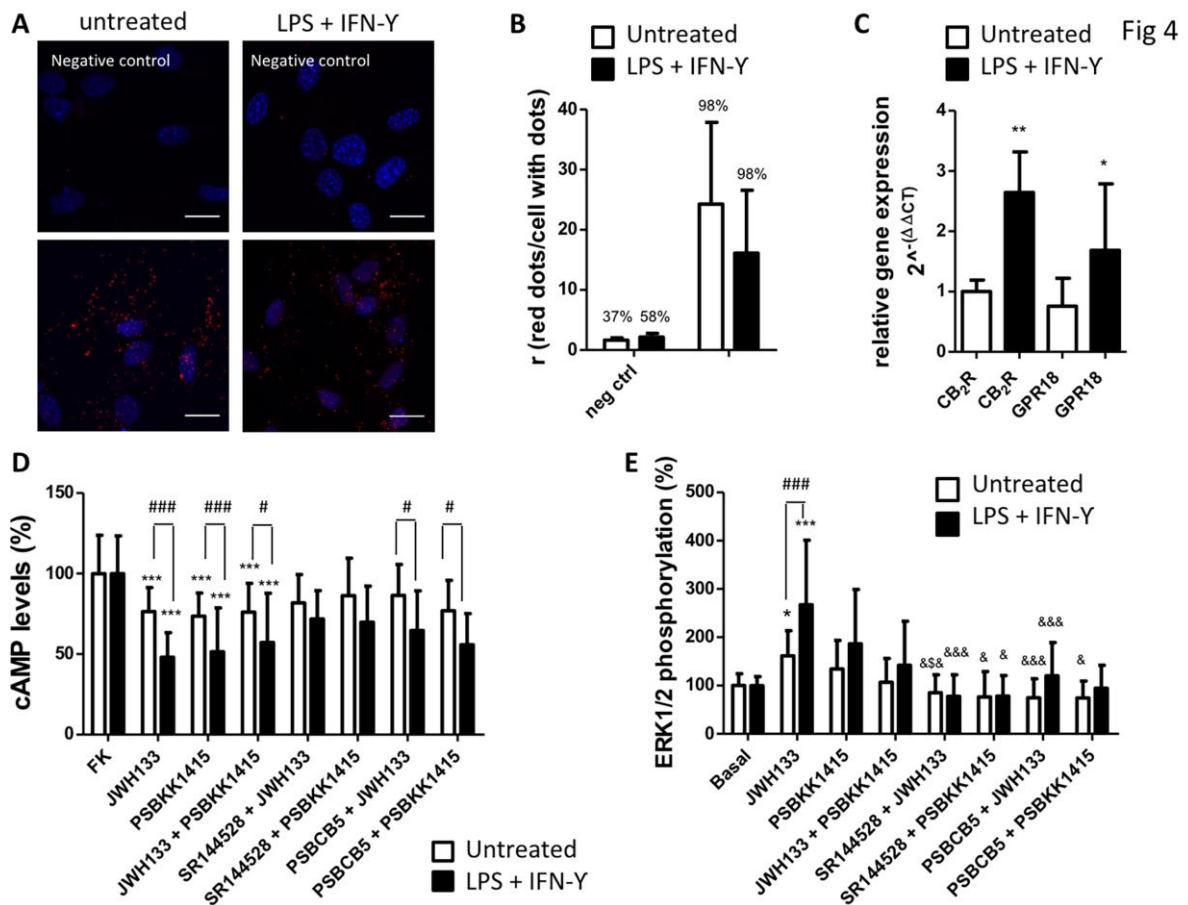 A
untreated
LPS + IFN-Y
Negative control
Negative control
B
Untreated
LPS + IFN-Y
r (red dots/cell with dots)
40
30
20
10
0
37%
58%
98%
98%
neg ctrl
C
Fig 4
Untreated
LPS + IFN-Y
relative gene expression
2^-(ΔΔCT)
4
3
2
1
0
**
*
CB2R
CB2R
GPR18
GPR18
D
cAMP levels (%)
150
100
50
0
###
###
#
#
#
***
***
***
***
***
***
FK
JWH133
PSBKK1415
JWH133 + PSBKK1415
SR144528 + JWH133
SR144528 + PSBKK1415
PSBCB5 + JWH133
PSBCB5 + PSBKK1415
Untreated
LPS + IFN-Y
E
Untreated
LPS + IFN-Y
ERK1/2 phosphorylation (%)
500
400
300
200
100
0
###
*
***
&$&
&&&
&
&
&&&
&&&
&
Basal
JWH133
PSBKK1415
JWH133 + PSBKK1415
SR144528 + JWH133
SR144528 + PSBKK1415
PSBCB5 + JWH133
PSBCB5 + PSBKK1415